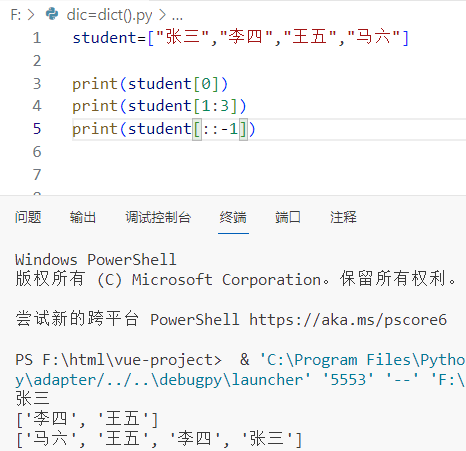 F: > dic=dict().py > ...
1 student=["张三","李四","王五","马六"]
2
3 print(student[0])
4 print(student[1:3])
5 print(student[::-1])
6
7
问题 输出 调试控制台 终端 端口 注释
Windows PowerShell
版权所有 (C) Microsoft Corporation。保留所有权利。
尝试新的跨平台 PowerShell https://aka.ms/pscore6
PS F:\html\vue-project>  & 'C:\Program Files\Pytho
y\adapter/../..\debugpy\launcher' '5553' '--' 'F:\
张三
['李四', '王五']
['马六', '王五', '李四', '张三']